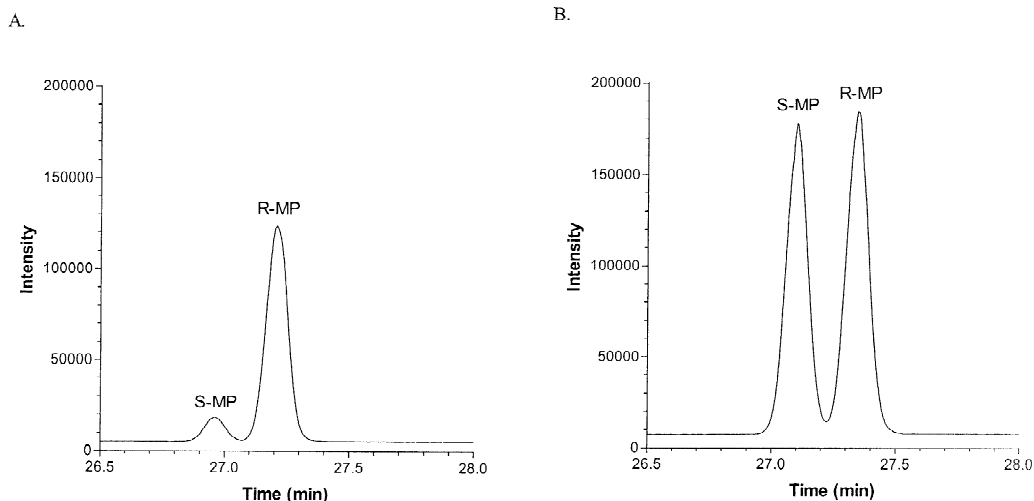 A.
200000
150000
100000
50000
0
Intensity
S-MP
R-MP
26.5 27.0 27.5 28.0
Time (min)
B.
200000
150000
100000
50000
0
Intensity
S-MP
R-MP
26.5 27.0 27.5 28.0
Time (min)